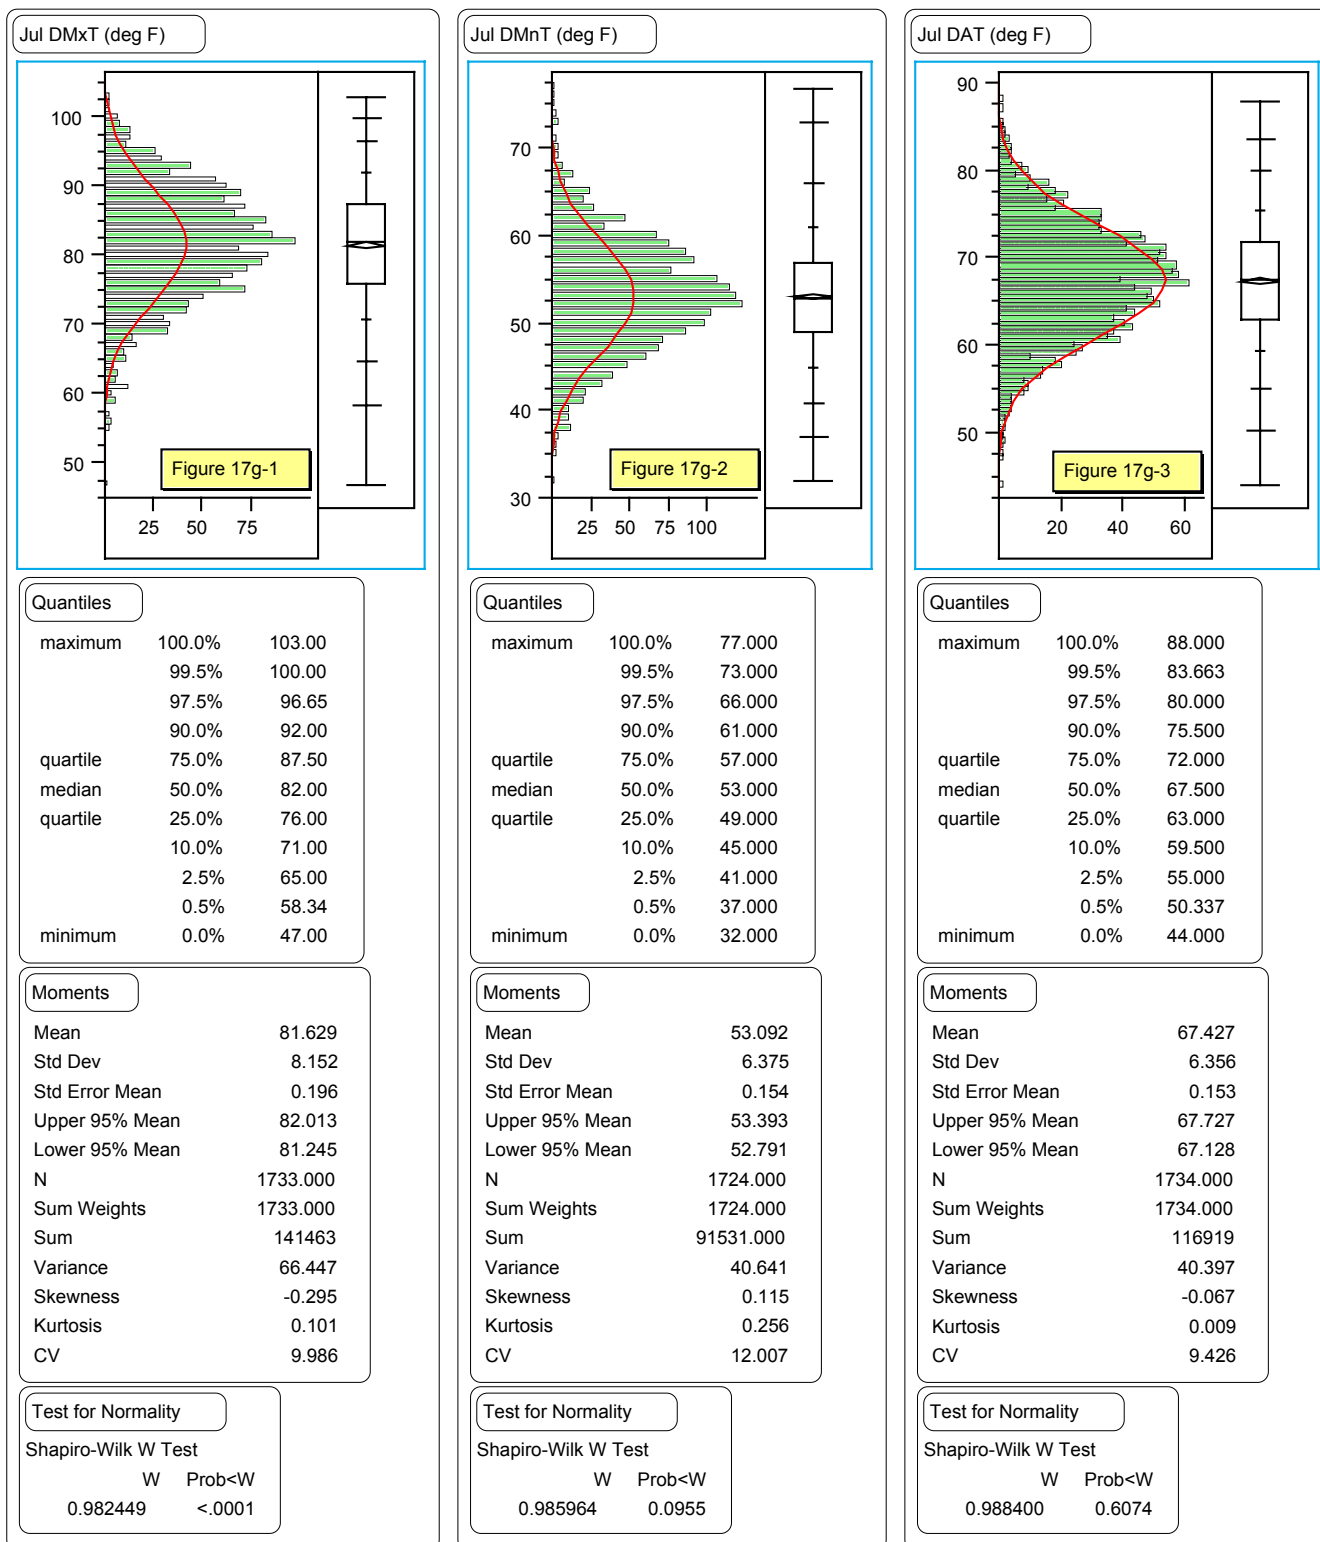 Jul DMxT (deg F)
100
90
80
70
60
50
25 50 75
Figure 17g-1
Quantiles
maximum 100.0% 103.00
99.5% 100.00
97.5% 96.65
90.0% 92.00
quartile 75.0% 87.50
median 50.0% 82.00
quartile 25.0% 76.00
10.0% 71.00
2.5% 65.00
0.5% 58.34
minimum 0.0% 47.00
Moments
Mean 81.629
Std Dev 8.152
Std Error Mean 0.196
Upper 95% Mean 82.013
Lower 95% Mean 81.245
N 1733.000
Sum Weights 1733.000
Sum 141463
Variance 66.447
Skewness -0.295
Kurtosis 0.101
CV 9.986
Test for Normality
Shapiro-Wilk W Test
W Prob<W
0.982449 <.0001
Jul DMnT (deg F)
70
60
50
40
30
25 50 75 100
Figure 17g-2
Quantiles
maximum 100.0% 77.000
99.5% 73.000
97.5% 66.000
90.0% 61.000
quartile 75.0% 57.000
median 50.0% 53.000
quartile 25.0% 49.000
10.0% 45.000
2.5% 41.000
0.5% 37.000
minimum 0.0% 32.000
Moments
Mean 53.092
Std Dev 6.375
Std Error Mean 0.154
Upper 95% Mean 53.393
Lower 95% Mean 52.791
N 1724.000
Sum Weights 1724.000
Sum 91531.000
Variance 40.641
Skewness 0.115
Kurtosis 0.256
CV 12.007
Test for Normality
Shapiro-Wilk W Test
W Prob<W
0.985964 0.0955
Jul DAT (deg F)
90
80
70
60
50
20 40 60
Figure 17g-3
Quantiles
maximum 100.0% 88.000
99.5% 83.663
97.5% 80.000
90.0% 75.500
quartile 75.0% 72.000
median 50.0% 67.500
quartile 25.0% 63.000
10.0% 59.500
2.5% 55.000
0.5% 50.337
minimum 0.0% 44.000
Moments
Mean 67.427
Std Dev 6.356
Std Error Mean 0.153
Upper 95% Mean 67.727
Lower 95% Mean 67.128
N 1734.000
Sum Weights 1734.000
Sum 116919
Variance 40.397
Skewness -0.067
Kurtosis 0.009
CV 9.426
Test for Normality
Shapiro-Wilk W Test
W Prob<W
0.988400 0.6074